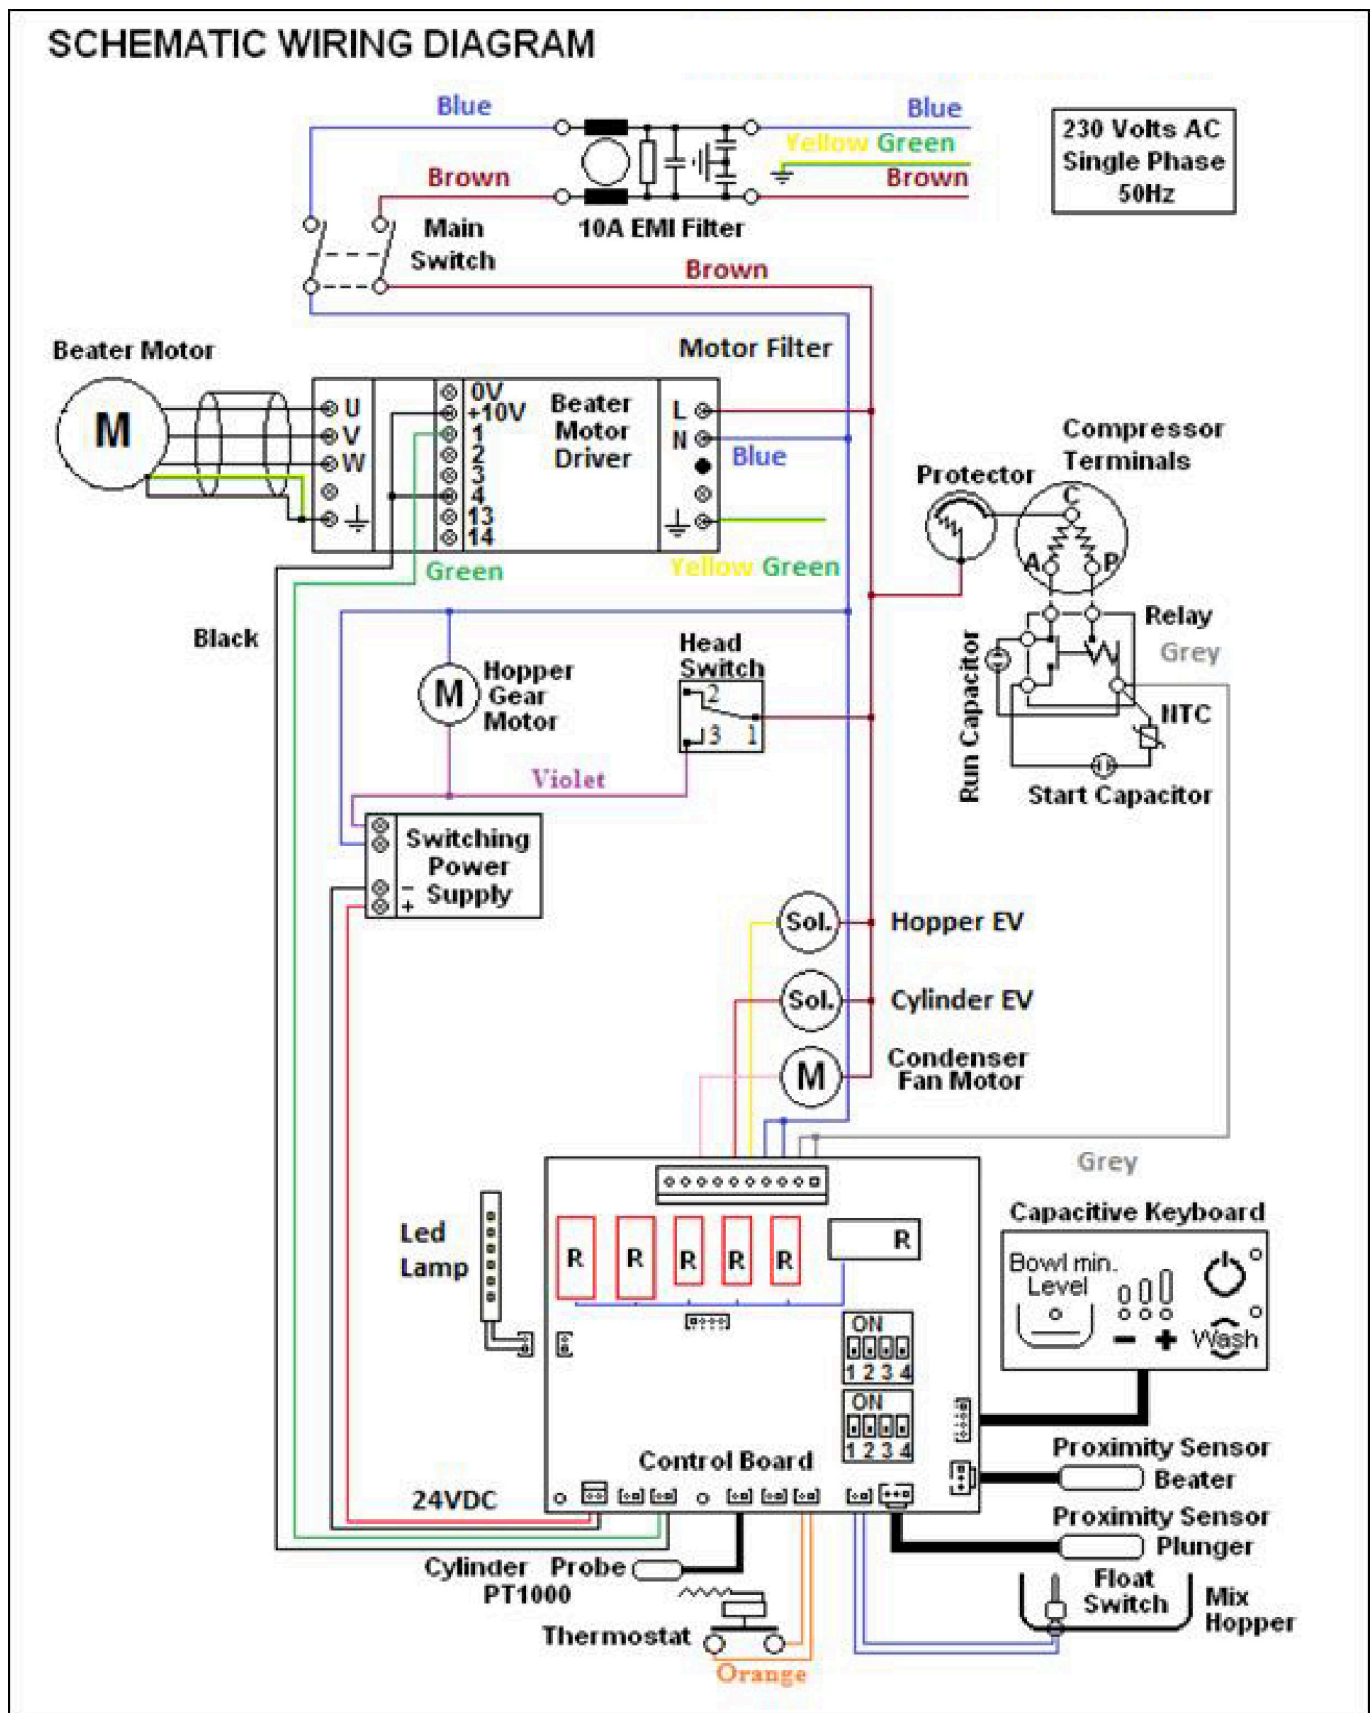 SCHEMATIC WIRING DIAGRAM
Blue
Blue
230 Volts AC
Single Phase
50Hz
Yellow Green
Brown
Brown
Main
Switch
10A EMI Filter
Brown
Beater Motor
Motor Filter
M
U
V
W
0V
+10V
1
2
3
4
13
14
Beater
Motor
Driver
L
N
Blue
Green
Yellow Green
Protector
Compressor
Terminals
C
A
P
Relay
Grey
Run Capacitor
NTC
Start Capacitor
Black
M
Hopper
Gear
Motor
Head
Switch
2
3 1
Violet
Switching
Power
Supply
–
+
Sol.
Hopper EV
Sol.
Cylinder EV
M
Condenser
Fan Motor
Grey
Led
Lamp
R
R
R
R
R
R
Capacitive Keyboard
Bowl min.
Level
– +
Wash
ON
1 2 3 4
ON
1 2 3 4
Control Board
24VDC
Proximity Sensor
Beater
Proximity Sensor
Plunger
Cylinder Probe
PT1000
Float
Switch
Mix
Hopper
Thermostat
Orange